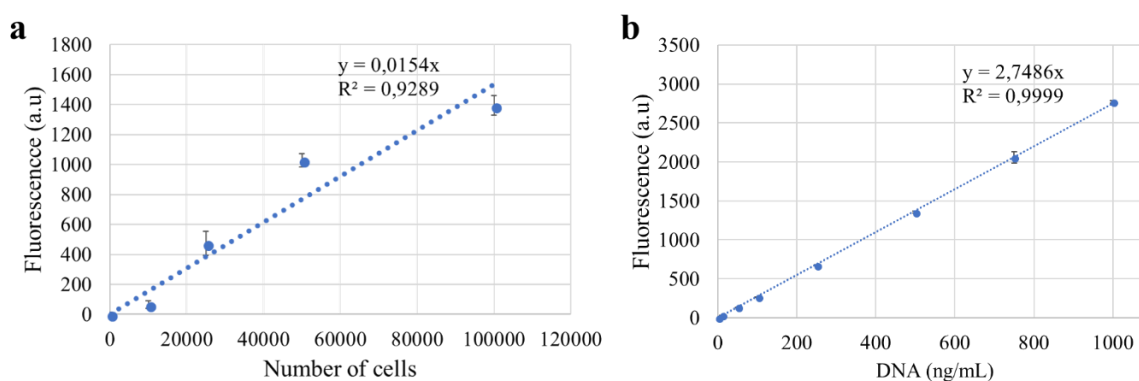 a
1800
1600
1400
1200
1000
800
600
400
200
0
Fluorescencce (a.u)
y = 0,0154x
R² = 0,9289
0 20000 40000 60000 80000 100000 120000
Number of cells
b
3500
3000
2500
2000
1500
1000
500
0
Fluorescence (a.u)
y = 2,7486x
R² = 0,9999
0 200 400 600 800 1000
DNA (ng/mL)